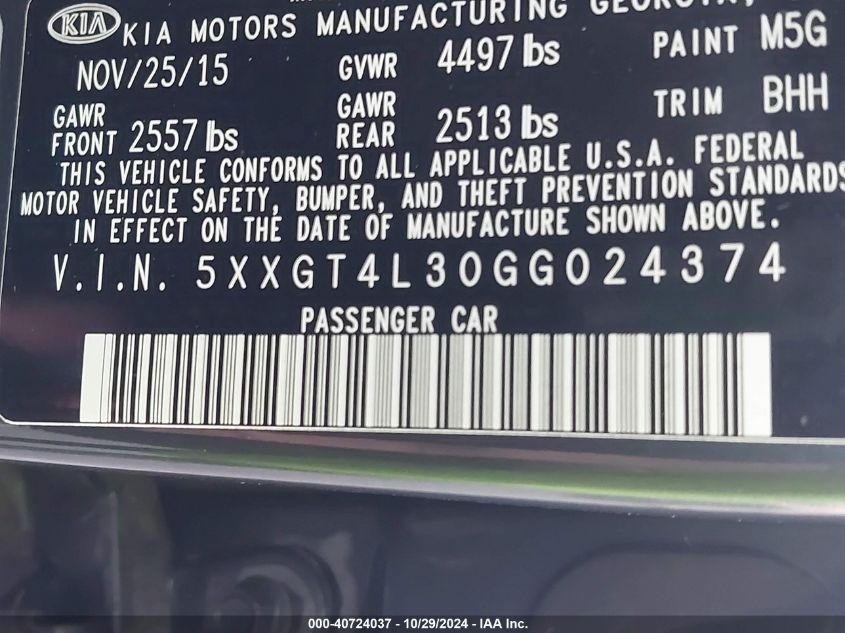 KIA KIA MOTORS MANUFACTURING GEORGIA,
NOV/25/15 GVWR 4497 lbs PAINT M5G
GAWR FRONT 2557 lbs GAWR REAR 2513 lbs TRIM BHH
THIS VEHICLE CONFORMS TO ALL APPLICABLE U.S.A. FEDERAL
MOTOR VEHICLE SAFETY, BUMPER, AND THEFT PREVENTION STANDARDS
IN EFFECT ON THE DATE OF MANUFACTURE SHOWN ABOVE.
V.I.N. 5XXGT4L30GG024374
PASSENGER CAR
000-40724037 - 10/29/2024 - IAA Inc.